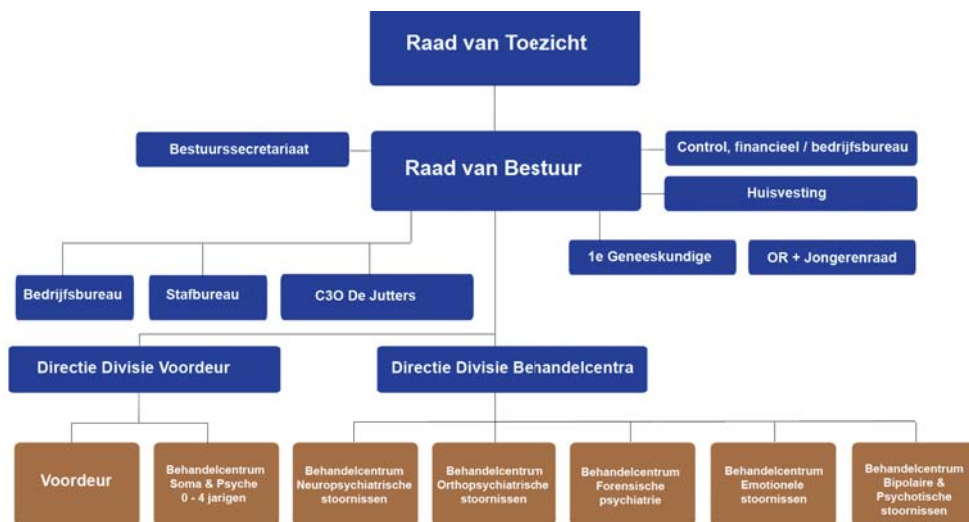 Raad van Toezicht
Bestuurssecretariaat
Raad van Bestuur
Control, financieel / bedrijfsbureau
Huisvesting
1e Geneeskundige
OR + Jongerenraad
Bedrijfsbureau
Stafbureau
C3O De Jutters
Directie Divisie Voordeur
Directie Divisie Behandelcentra
Voordeur
Behandelcentrum
Soma & Psyche
0 - 4 jarigen
Behandelcentrum
Neuropsychiatrische
stoornissen
Behandelcentrum
Orthopsychiatrische
stoornissen
Behandelcentrum
Forensische
psychiatrie
Behandelcentrum
Emotionele
stoornissen
Behandelcentrum
Bipolaire &
Psychotische
stoornissen